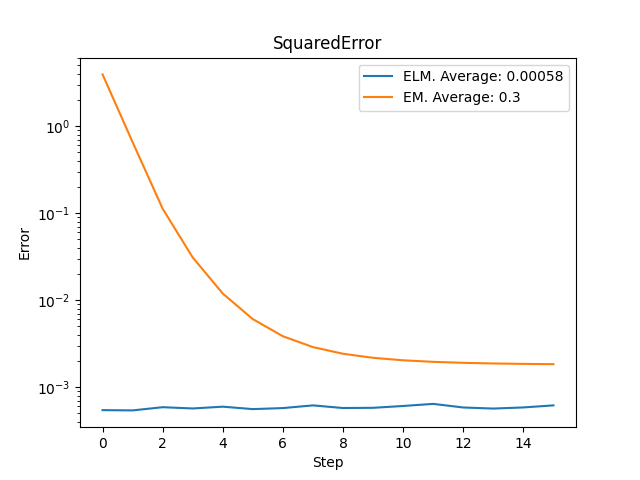 SquaredError
ELM. Average: 0.00058
EM. Average: 0.3
10^0
10^-1
10^-2
10^-3
Error
0 2 4 6 8 10 12 14
Step